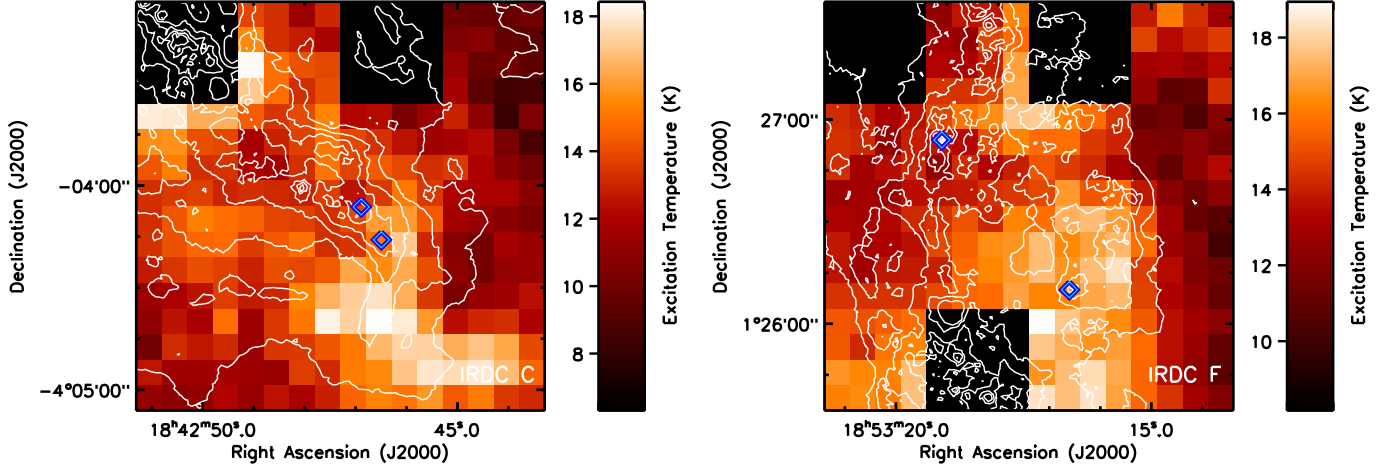 18
16
14
12
10
8
Excitation Temperature (K)
Declination (J2000)
-04'00"
-4°05'00"
IRDC C
18ʰ42ᵐ50ˢ.0
45ˢ.0
Right Ascension (J2000)
18
16
14
12
10
Excitation Temperature (K)
Declination (J2000)
27'00"
1°26'00"
IRDC F
18ʰ53ᵐ20ˢ.0
15ˢ.0
Right Ascension (J2000)